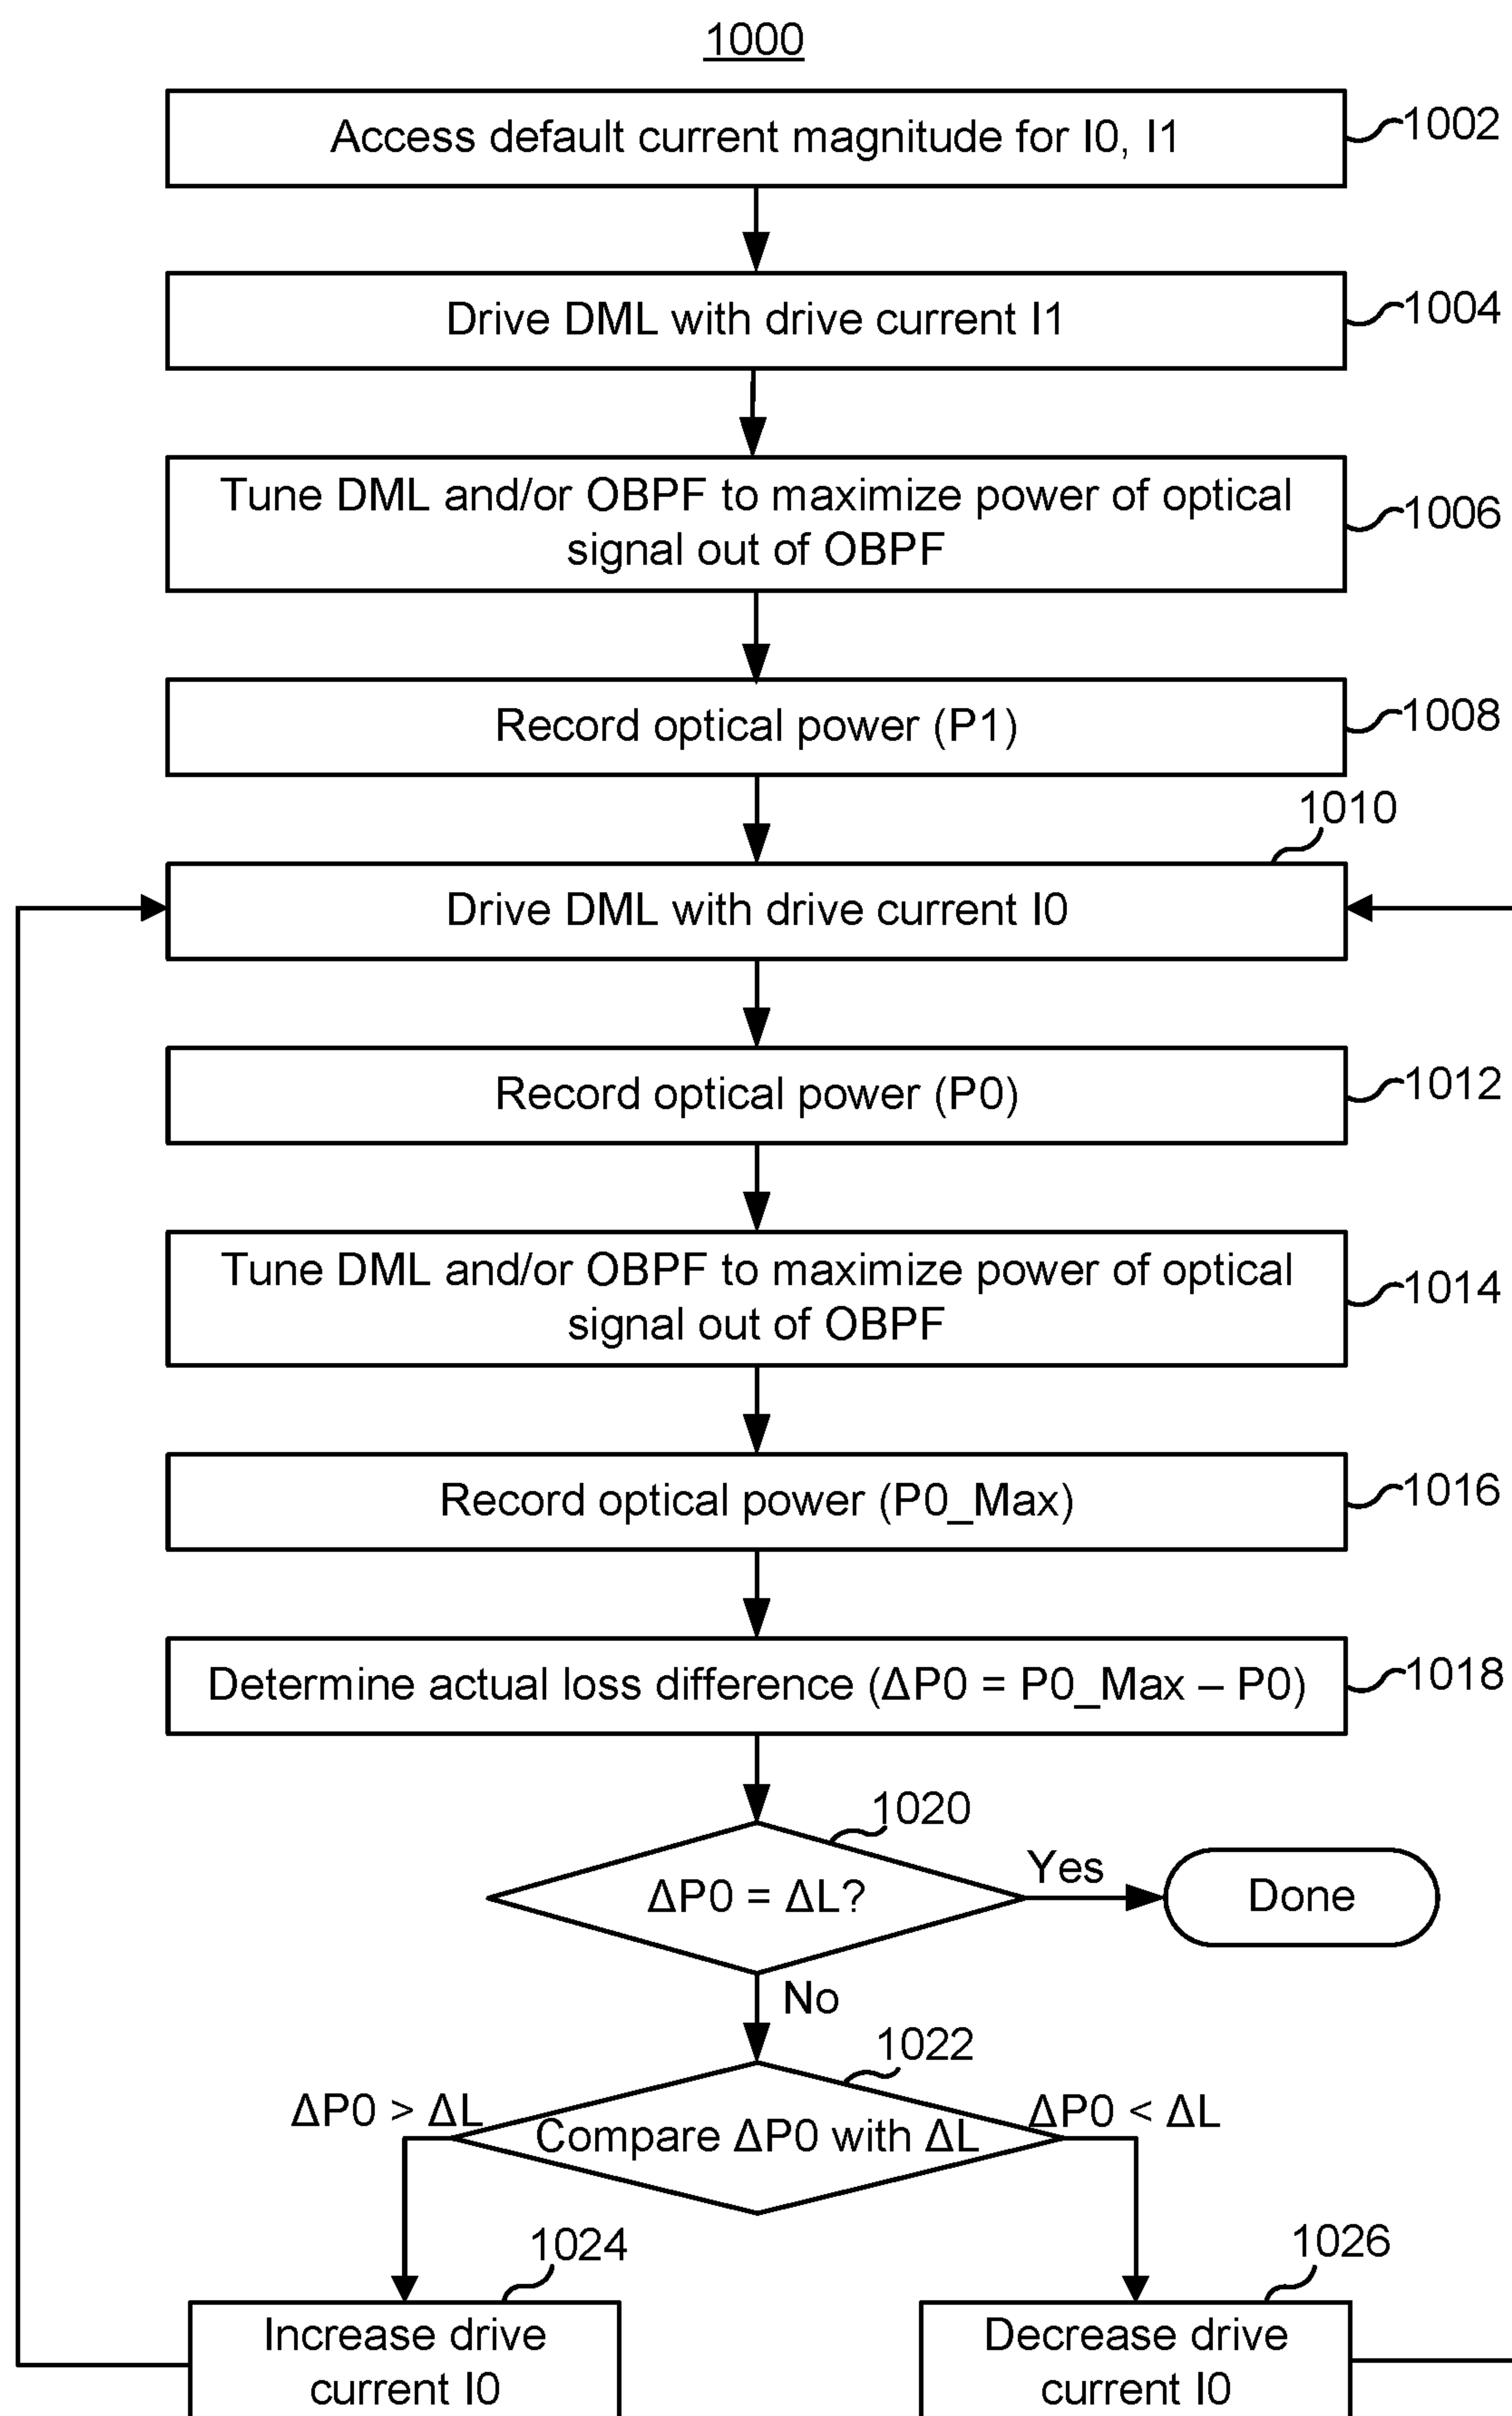 1000
Access default current magnitude for I0, I1
1002
Drive DML with drive current I1
1004
Tune DML and/or OBPF to maximize power of optical
signal out of OBPF
1006
Record optical power (P1)
1008
1010
Drive DML with drive current I0
Record optical power (P0)
1012
Tune DML and/or OBPF to maximize power of optical
signal out of OBPF
1014
Record optical power (P0_Max)
1016
Determine actual loss difference (ΔP0 = P0_Max – P0)
1018
1020
ΔP0 = ΔL?
Yes
Done
No
1022
ΔP0 > ΔL
Compare ΔP0 with ΔL
ΔP0 < ΔL
1024
Increase drive
current I0
1026
Decrease drive
current I0